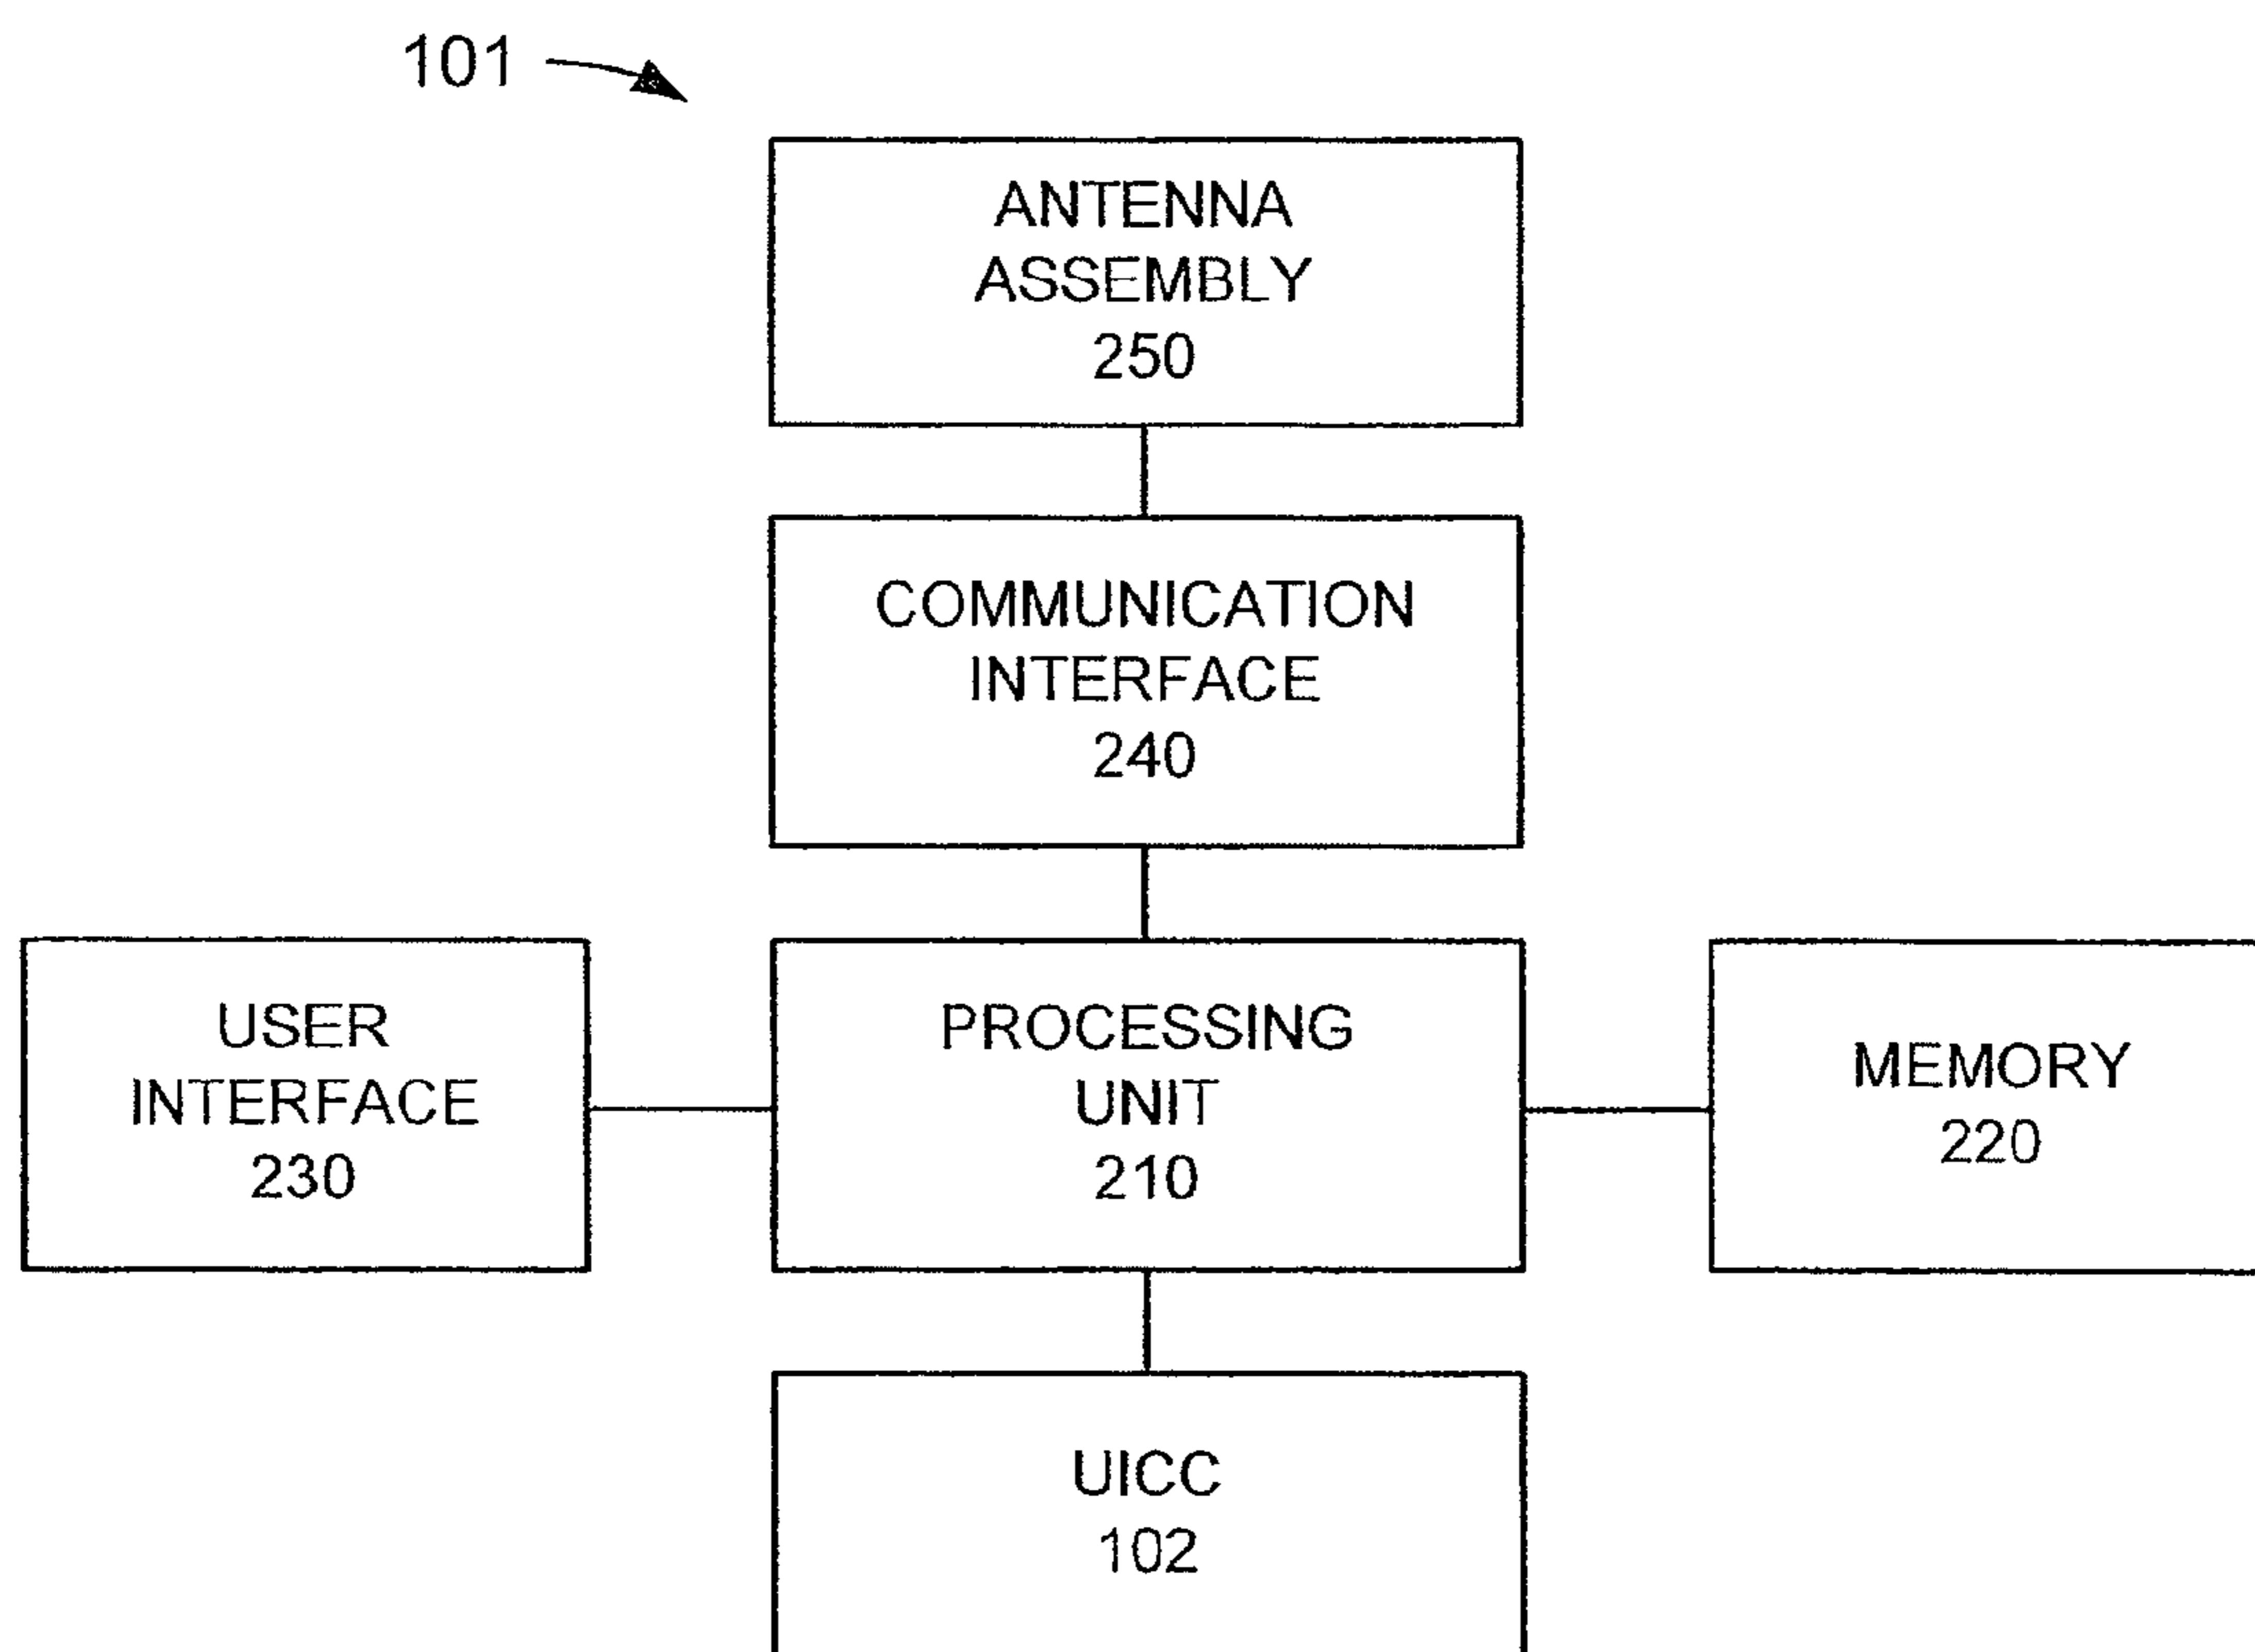 101
ANTENNA
ASSEMBLY
250
COMMUNICATION
INTERFACE
240
USER
INTERFACE
230
PROCESSING
UNIT
210
MEMORY
220
UICC
102